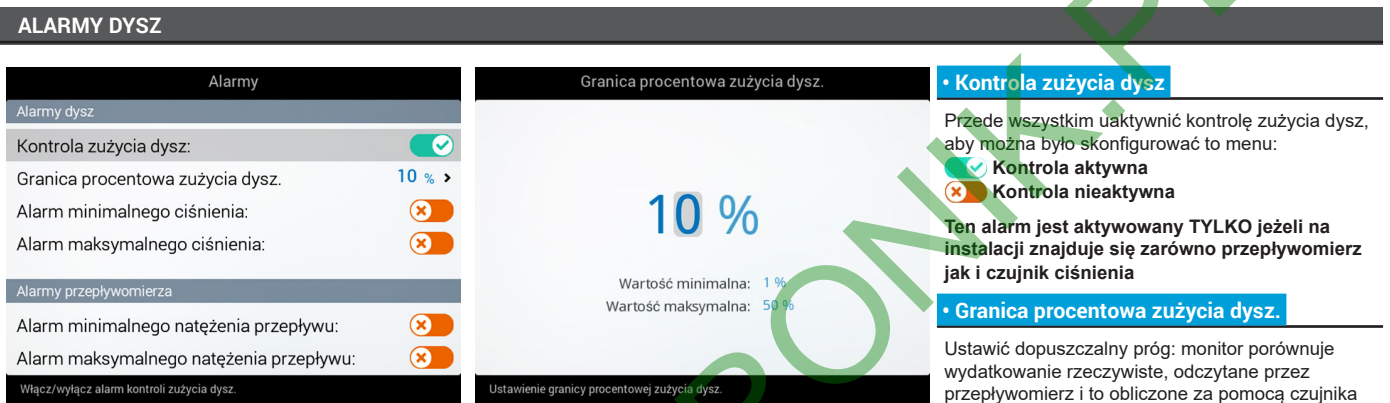 ALARMY DYSZ
Alarmy
Alarmy dysz
Kontrola zużycia dysz:
Granica procentowa zużycia dysz. 10 % >
Alarm minimalnego ciśnienia:
Alarm maksymalnego ciśnienia:
Alarmy przepływomierza
Alarm minimalnego natężenia przepływu:
Alarm maksymalnego natężenia przepływu:
Włącz/wyłącz alarm kontroli zużycia dysz.
Granica procentowa zużycia dysz.
10 %
Wartość minimalna: 1 %
Wartość maksymalna: 50 %
Ustawienie granicy procentowej zużycia dysz.
• Kontrola zużycia dysz
Przede wszystkim uaktywnić kontrolę zużycia dysz,
aby można było skonfigurować to menu:
Kontrola aktywna
Kontrola nieaktywna
Ten alarm jest aktywowany TYLKO jeżeli na
instalacji znajduje się zarówno przepływomierz
jak i czujnik ciśnienia
• Granica procentowa zużycia dysz.
Ustawić dopuszczalny próg: monitor porównuje
wydatkowanie rzeczywiste, odczytane przez
przepływomierz i to obliczone za pomocą czujnika